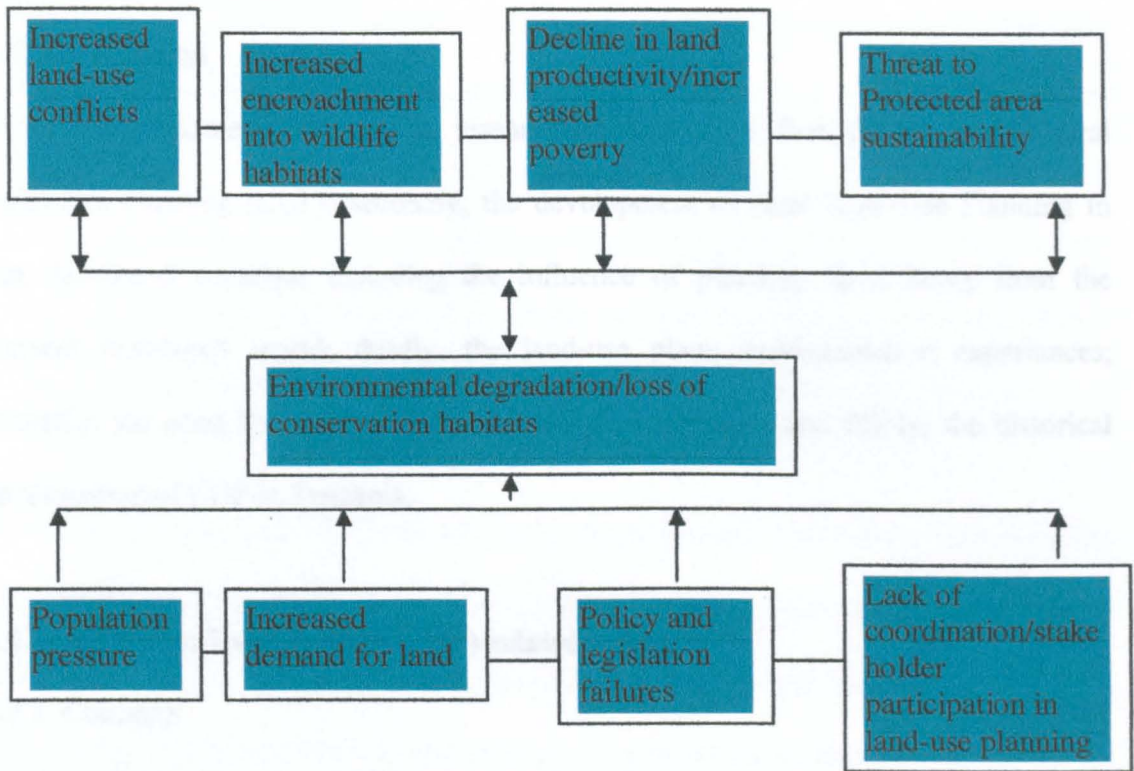 Increased
land-use
conflicts
Increased
encroachment
into wildlife
habitats
Decline in land
productivity/incr
eased
poverty
Threat to
Protected area
sustainability
Environmental degradation/loss of
conservation habitats
Population
pressure
Increased
demand for land
Policy and
legislation
failures
Lack of
coordination/stake
holder
participation in
land-use planning